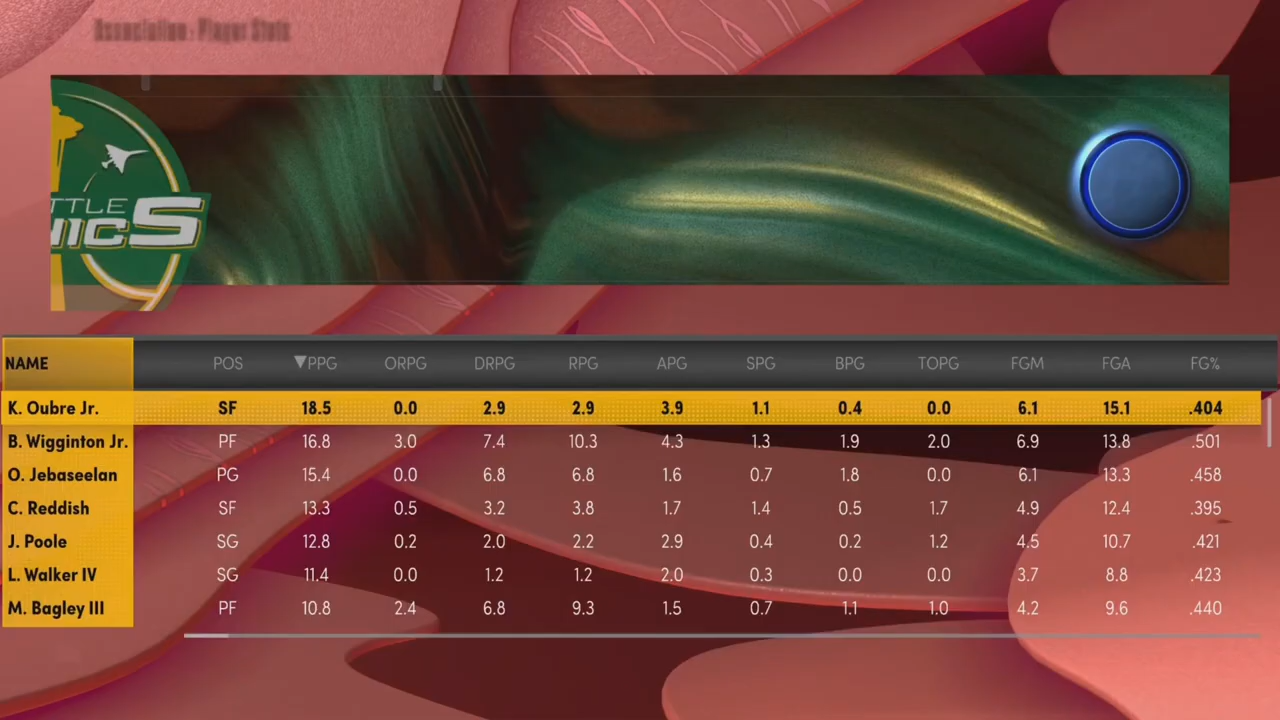 Association: Player Stats
TTLE
NICS
NAME POS ▼PPG ORPG DRPG RPG APG SPG BPG TOPG FGM FGA FG%
K. Oubre Jr. SF 18.5 0.0 2.9 2.9 3.9 1.1 0.4 0.0 6.1 15.1 .404
B. Wigginton Jr. PF 16.8 3.0 7.4 10.3 4.3 1.3 1.9 2.0 6.9 13.8 .501
O. Jebaseelan PG 15.4 0.0 6.8 6.8 1.6 0.7 1.8 0.0 6.1 13.3 .458
C. Reddish SF 13.3 0.5 3.2 3.8 1.7 1.4 0.5 1.7 4.9 12.4 .395
J. Poole SG 12.8 0.2 2.0 2.2 2.9 0.4 0.2 1.2 4.5 10.7 .421
L. Walker IV SG 11.4 0.0 1.2 1.2 2.0 0.3 0.0 0.0 3.7 8.8 .423
M. Bagley III PF 10.8 2.4 6.8 9.3 1.5 0.7 1.1 1.0 4.2 9.6 .440